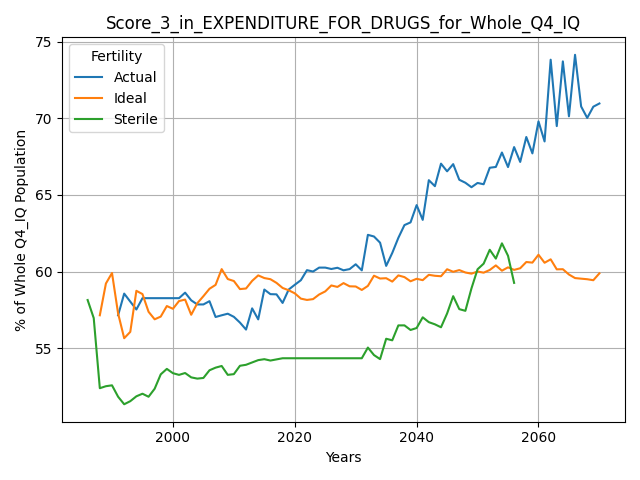 Score_3_in_EXPENDITURE_FOR_DRUGS_for_Whole_Q4_IQ
Fertility
Actual
Ideal
Sterile
75
70
65
60
55
% of Whole Q4_IQ Population
2000
2020
2040
2060
Years